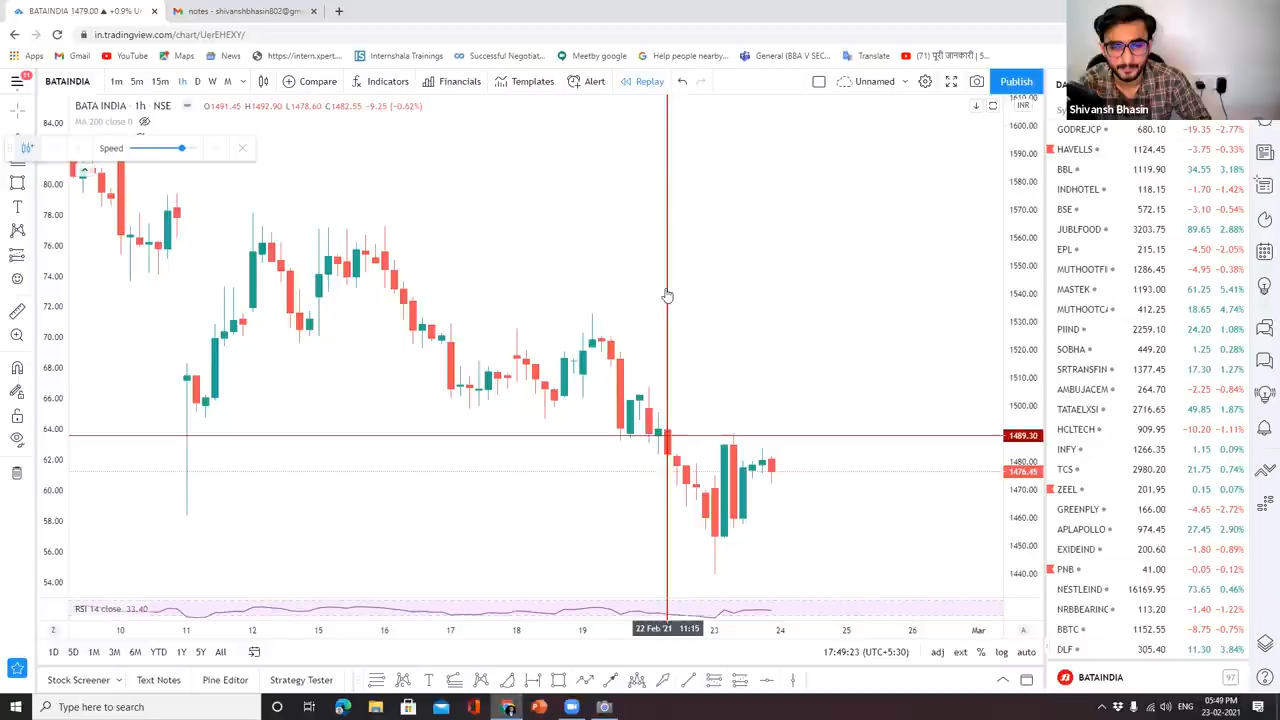 BATAINDIA 1479.00 ▲ +0.9% U
notes - shivanshbhasin802@gm
in.tradingview.com/chart/UerEHEXY/
Apps Gmail YouTube Maps News https://intern.xpert... Internshala Training: Successful Negotiat... Meetby google Help people nearby... General (BBA V SEC... Translate (71) पूरी जानकारी | 5...
11
BATAINDIA 1m 5m 15m 1h D W M Compare Indicators Financials Templates Alert Replay Unnamed Publish
BATA INDIA 1h NSE O1491.45 H1492.90 L1478.80 C1482.55 -9.25 (-0.62%)
MA 200 close 0
Speed
Shivansh Bhasin
INR
84.00
80.00
78.00
76.00
74.00
72.00
70.00
68.00
66.00
64.00
62.00
60.00
58.00
56.00
54.00
1610.00
1600.00
1590.00
1580.00
1570.00
1560.00
1550.00
1540.00
1530.00
1520.00
1510.00
1500.00
1489.30
1480.00
1476.45
1470.00
1460.00
1450.00
1440.00
GODREJCP 680.10 -19.35 -2.77%
HAVELLS 1124.45 -3.75 -0.33%
BBL 1119.90 34.55 3.18%
INDHOTEL 118.15 -1.70 -1.42%
BSE 572.15 -3.10 -0.54%
JUBLFOOD 3203.75 89.65 2.88%
EPL 215.15 -4.50 -2.05%
MUTHOOTFI 1286.45 -4.95 -0.38%
MASTEK 1193.00 61.25 5.41%
MUTHOOTCA 412.25 18.65 4.74%
PIIND 2259.10 24.20 1.08%
SOBHA 449.20 1.25 0.28%
SRTRANSFIN 1377.45 17.30 1.27%
AMBUJACEM 264.70 -2.25 -0.84%
TATAELXSI 2716.65 49.85 1.87%
HCLTECH 909.95 -10.20 -1.11%
INFY 1266.35 1.15 0.09%
TCS 2980.20 21.75 0.74%
ZEEL 201.95 0.15 0.07%
GREENPLY 166.00 -4.65 -2.72%
APLAPOLLO 974.45 27.45 2.90%
EXIDEIND 200.60 -1.80 -0.89%
PNB 41.00 -0.05 -0.12%
NESTLEIND 16169.95 73.65 0.46%
NRBBEARING 113.20 -1.40 -1.22%
BBTC 1152.55 -8.75 -0.75%
DLF 305.40 11.30 3.84%
RSI 14 close 33.40
Z 10 11 12 15 16 17 18 19 22 Feb '21 11:15 23 24 25 26 Mar A
1D 5D 1M 3M 6M YTD 1Y 5Y All 17:49:23 (UTC+5:30) adj ext % log auto
Stock Screener Text Notes Pine Editor Strategy Tester
BATAINDIA 97
Type here to search
ENG
05:49 PM
23-02-2021